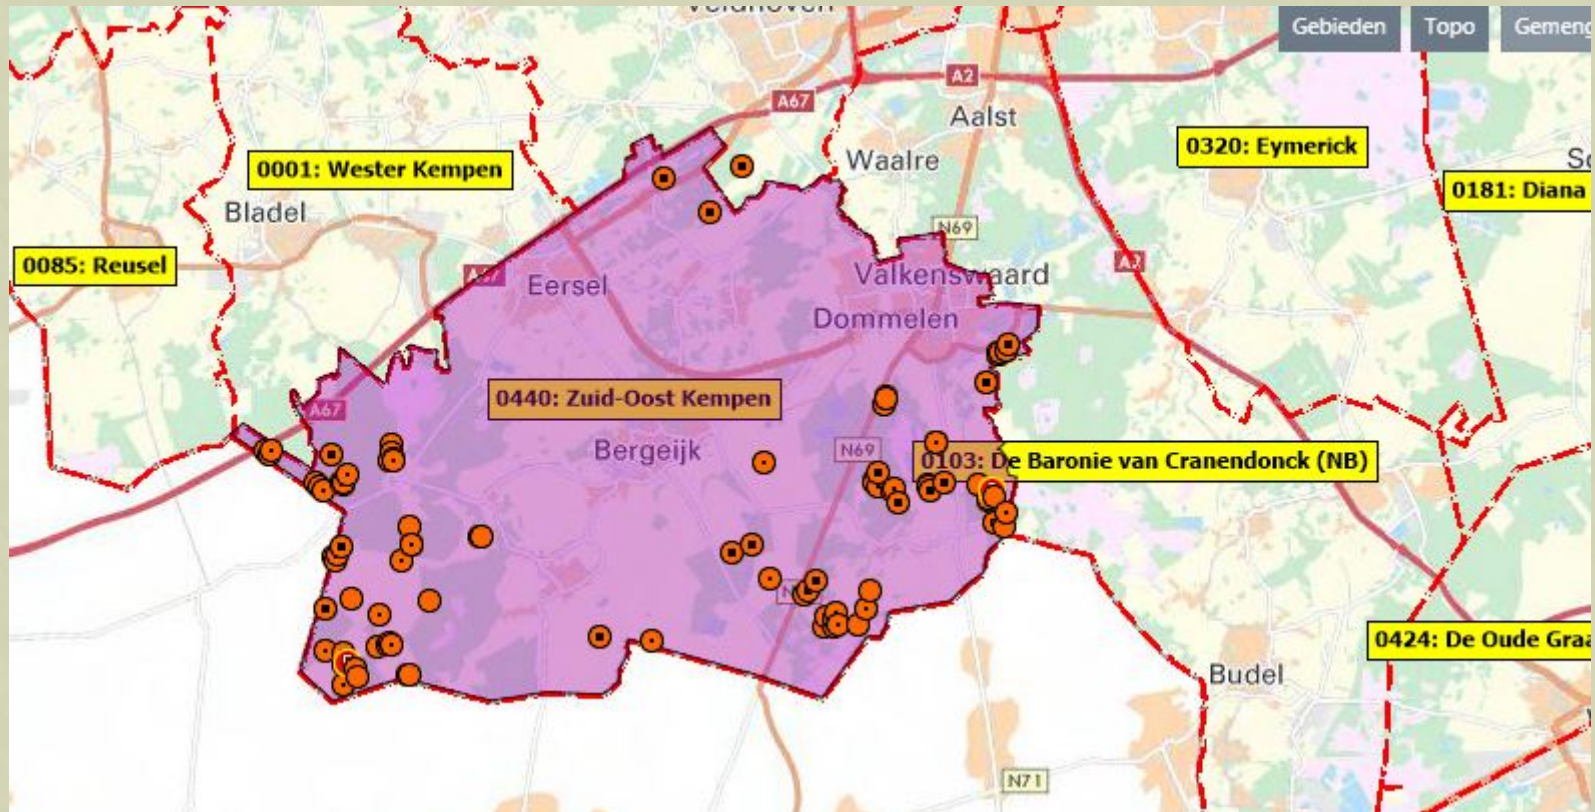 Gebieden
Topo
A2
A67
Aalst
Waalre
0320: Eymerick
0001: Wester Kempen
0181: Diana
Bladel
N69
0085: Reusel
A67
Eersel
Valkenswaard
A2
Dommelen
0440: Zuid-Oost Kempen
A67
Bergeijk
N69
0103: De Baronie van Cranendonck (NB)
0424: De Oude
Budel
N71